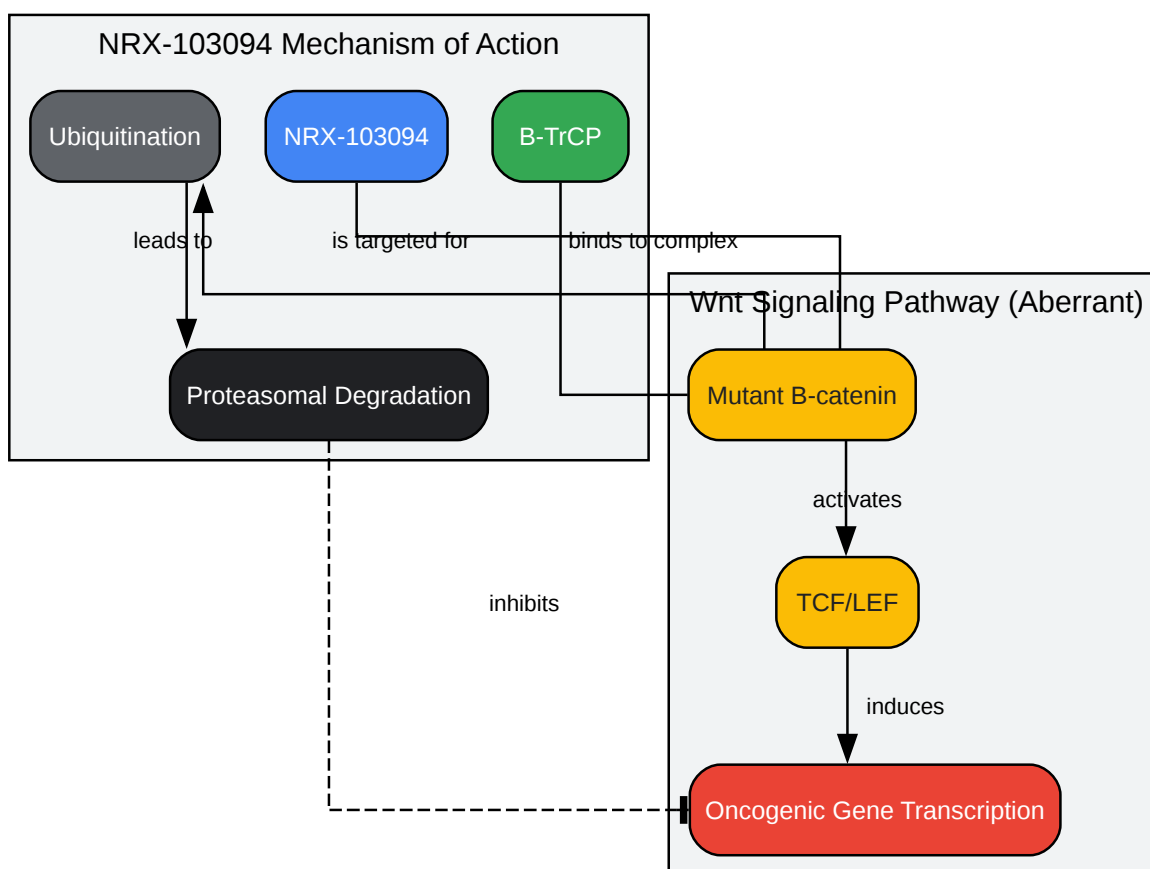 NRX-103094 Mechanism of Action
Ubiquitination
NRX-103094
B-TrCP
leads to
is targeted for
binds to complex
Wnt Signaling Pathway (Aberrant)
Proteasomal Degradation
Mutant B-catenin
activates
TCF/LEF
inhibits
induces
Oncogenic Gene Transcription